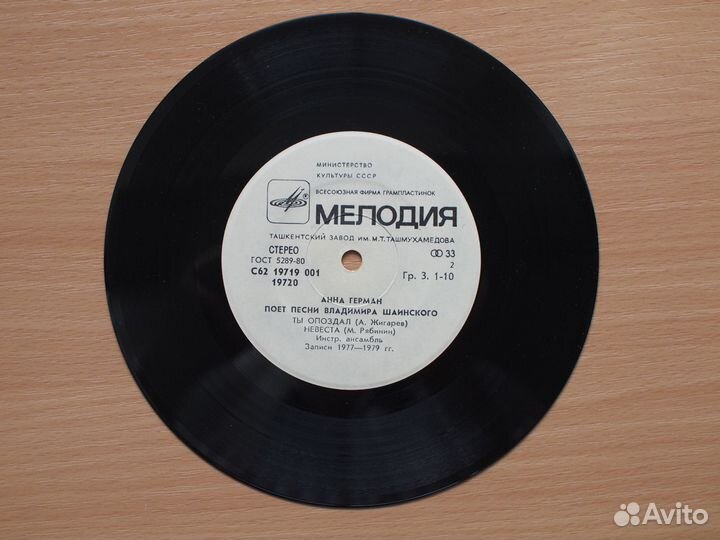 МИНИСТЕРСТВО
КУЛЬТУРЫ СССР
ВСЕСОЮЗНАЯ ФИРМА ГРАМПЛАСТИНОК
МЕЛОДИЯ
ТАШКЕНТСКИЙ ЗАВОД ИМ. М.Т.ТАШМУХАМЕДОВА
СТЕРЕО 33
ГОСТ 5289-80 2
С62 19719 001 Гр. 3. 1-10
19720
АННА ГЕРМАН
ПОЕТ ПЕСНИ ВЛАДИМИРА ШАИНСКОГО
ТЫ ОПОЗДАЛ (А. Жигарев)
НЕВЕСТА (М. Рябинин)
Инстр. ансамбль
Записи 1977—1979 гг.
Avito